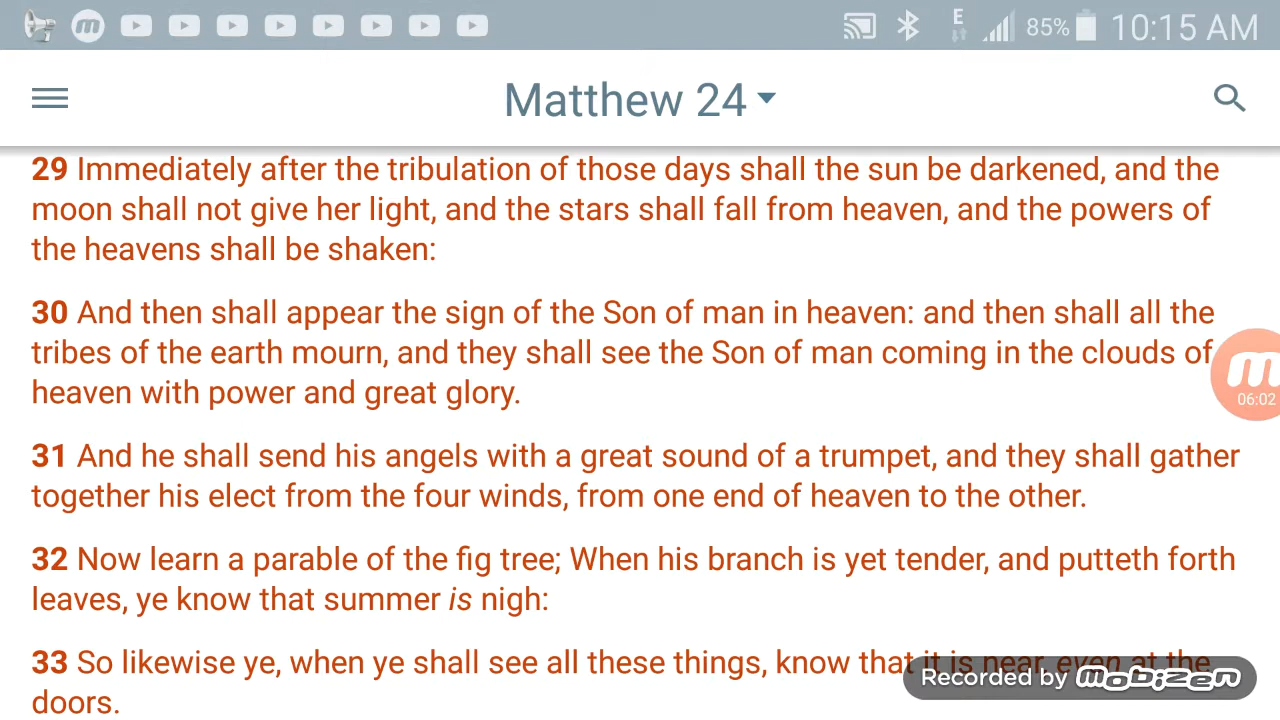 E 85% 10:15 AM
Matthew 24
29 Immediately after the tribulation of those days shall the sun be darkened, and the
moon shall not give her light, and the stars shall fall from heaven, and the powers of
the heavens shall be shaken:
30 And then shall appear the sign of the Son of man in heaven: and then shall all the
tribes of the earth mourn, and they shall see the Son of man coming in the clouds of
heaven with power and great glory.
31 And he shall send his angels with a great sound of a trumpet, and they shall gather
together his elect from the four winds, from one end of heaven to the other.
32 Now learn a parable of the fig tree; When his branch is yet tender, and putteth forth
leaves, ye know that summer is nigh:
33 So likewise ye, when ye shall see all these things, know that it is near, even at the
doors.
06:02
Recorded by mobizen